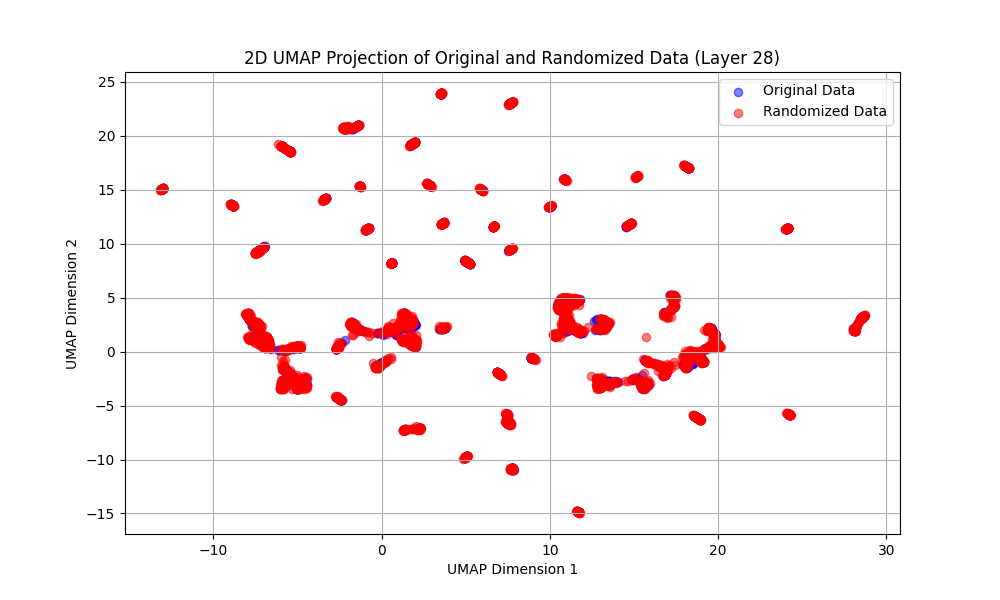 2D UMAP Projection of Original and Randomized Data (Layer 28)
Original Data
Randomized Data
25
20
15
10
5
0
−5
−10
−15
UMAP Dimension 2
−10
0
10
20
30
UMAP Dimension 1